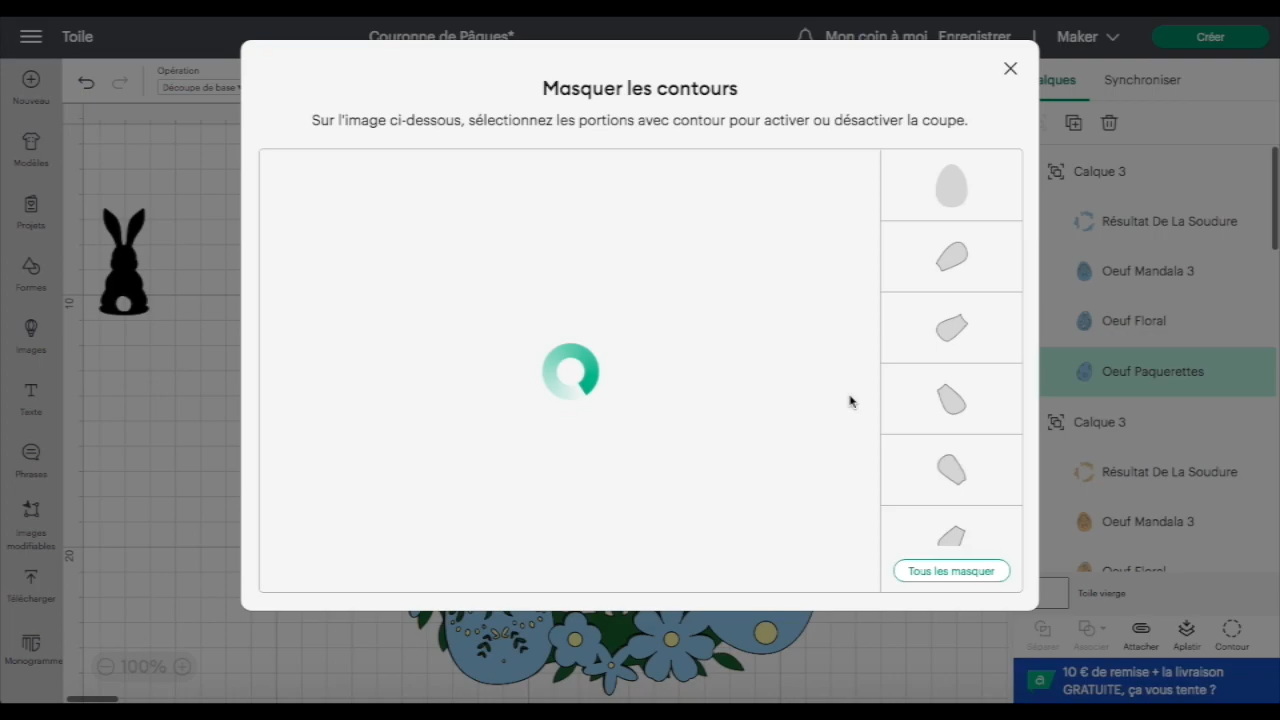 Toile
Couronne de Pâques*
Mon coin à moi
Enregistrer
|
Maker
Créer
Nouveau
Modèles
Projets
Formes
Images
Texte
Phrases
Images
modifiables
Télécharger
Monogramme
Opération
Découpe de base
10
20
100%
Masquer les contours
Sur l'image ci-dessous, sélectionnez les portions avec contour pour activer ou désactiver la coupe.
Tous les masquer
alques
Synchroniser
Calque 3
Résultat De La Soudure
Oeuf Mandala 3
Oeuf Floral
Oeuf Paquerettes
Calque 3
Résultat De La Soudure
Oeuf Mandala 3
Oeuf Floral
Toile vierge
Séparer
Associer
Attacher
Aplatir
Contour
a
10 € de remise + la livraison
GRATUITE, ça vous tente ?